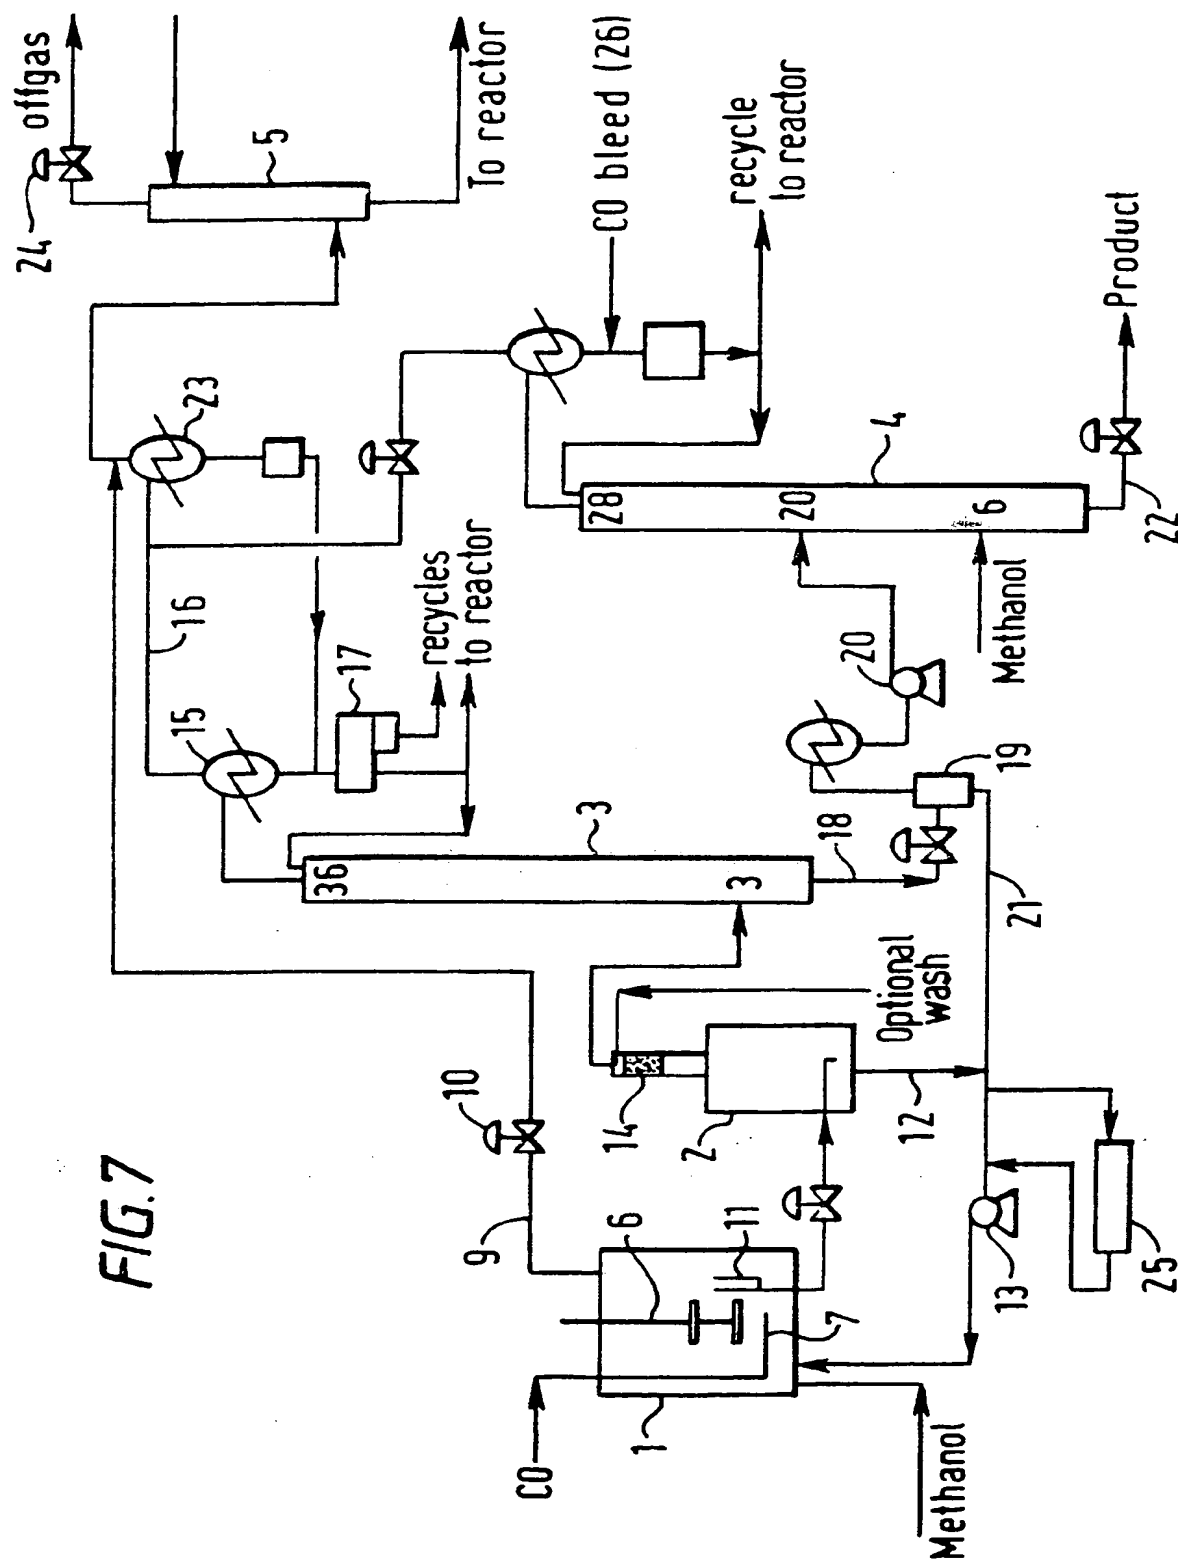 FIG.7
24
offgas
5
To reactor
23
CO bleed (26)
recycle
to reactor
16
15
17
recycles
to reactor
28
20
6
4
Product
22
Methanol
20
19
36
3
3
18
21
10
9
14
2
Optional
wash
12
6
11
7
1
CO
Methanol
13
25